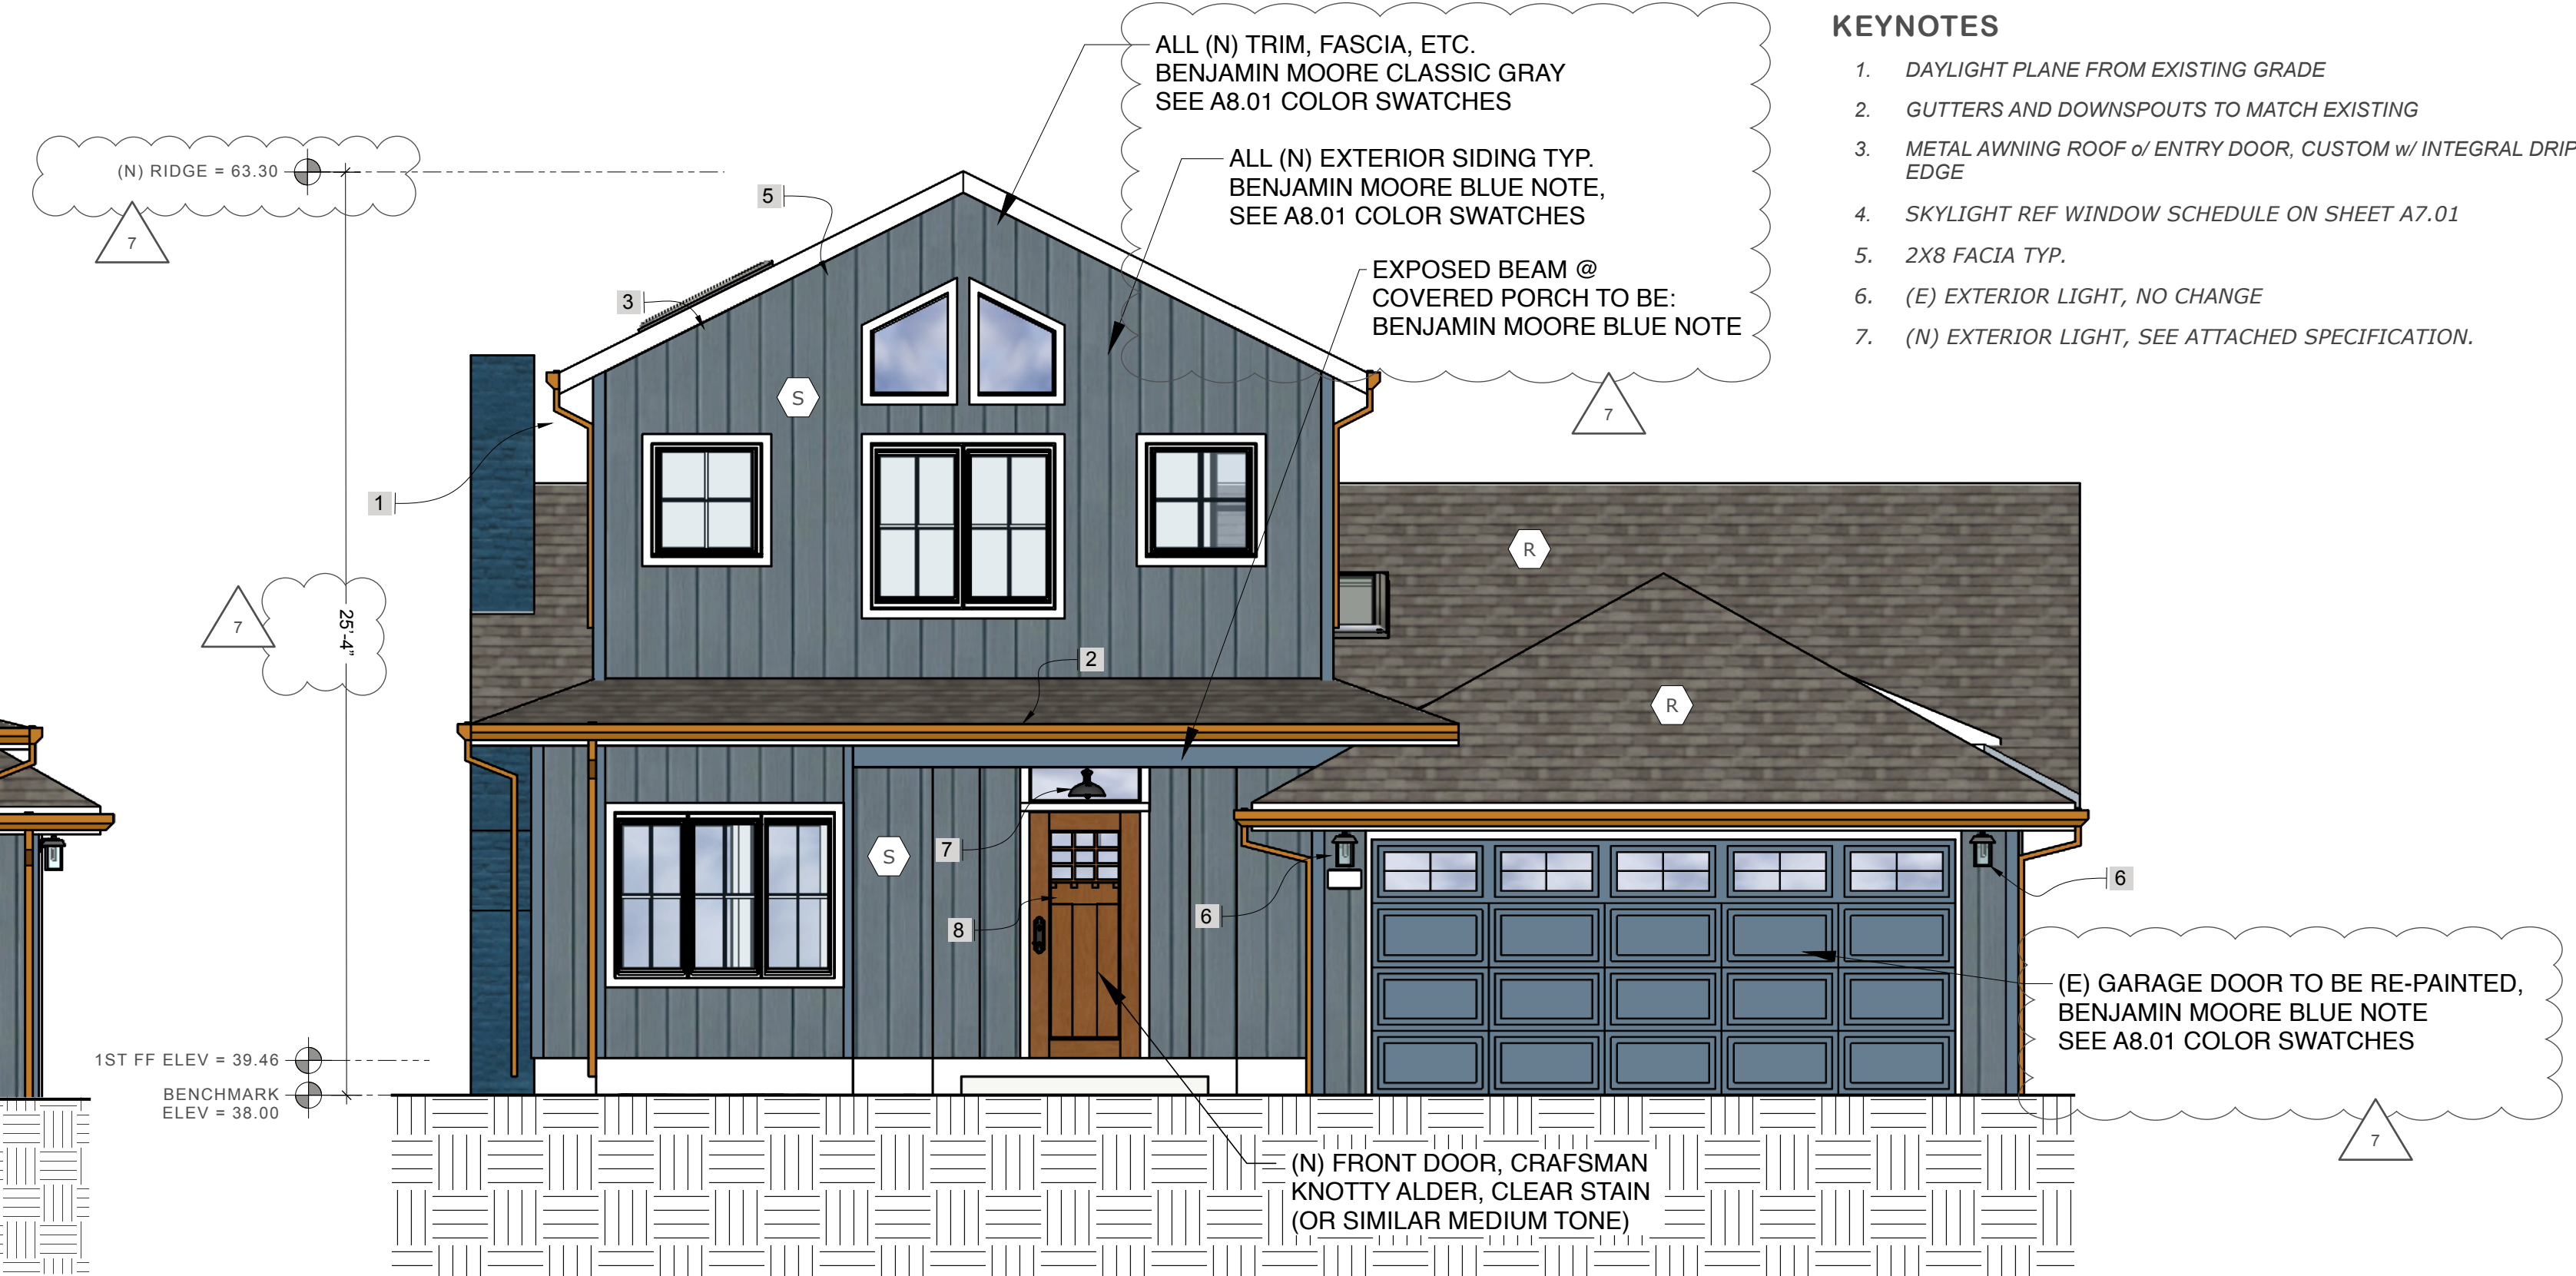 KEYNOTES
1. DAYLIGHT PLANE FROM EXISTING GRADE
2. GUTTERS AND DOWNSPOUTS TO MATCH EXISTING
3. METAL AWNING ROOF o/ ENTRY DOOR, CUSTOM w/ INTEGRAL DRIP
EDGE
4. SKYLIGHT REF WINDOW SCHEDULE ON SHEET A7.01
5. 2X8 FACIA TYP.
6. (E) EXTERIOR LIGHT, NO CHANGE
7. (N) EXTERIOR LIGHT, SEE ATTACHED SPECIFICATION.
ALL (N) TRIM, FASCIA, ETC.
BENJAMIN MOORE CLASSIC GRAY
SEE A8.01 COLOR SWATCHES
ALL (N) EXTERIOR SIDING TYP.
BENJAMIN MOORE BLUE NOTE,
SEE A8.01 COLOR SWATCHES
EXPOSED BEAM @
COVERED PORCH TO BE:
BENJAMIN MOORE BLUE NOTE
7
(N) RIDGE = 63.30
7
5
3
S
1
R
7
25'-4"
2
R
7
S
8
6
6
(E) GARAGE DOOR TO BE RE-PAINTED,
BENJAMIN MOORE BLUE NOTE
SEE A8.01 COLOR SWATCHES
7
1ST FF ELEV = 39.46
BENCHMARK
ELEV = 38.00
(N) FRONT DOOR, CRAFSMAN
KNOTTY ALDER, CLEAR STAIN
(OR SIMILAR MEDIUM TONE)